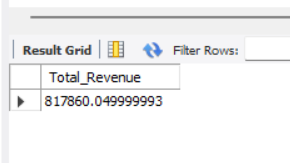 Result Grid Filter Rows:
Total_Revenue
817860.049999993